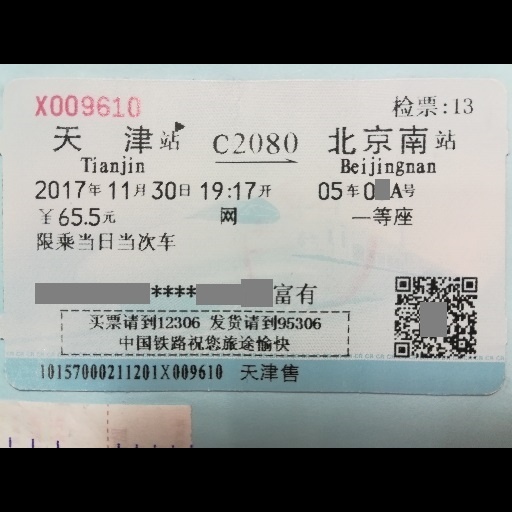 X009610
检票:13
天津站 C2080 北京南站
Tianjin Beijingnan
2017年11月30日 19:17开 05车0 A号
￥65.5元 网 一等座
限乘当日当次车
**** 富有
买票请到12306 发货请到95306
中国铁路祝您旅途愉快
10157000211201X009610 天津售